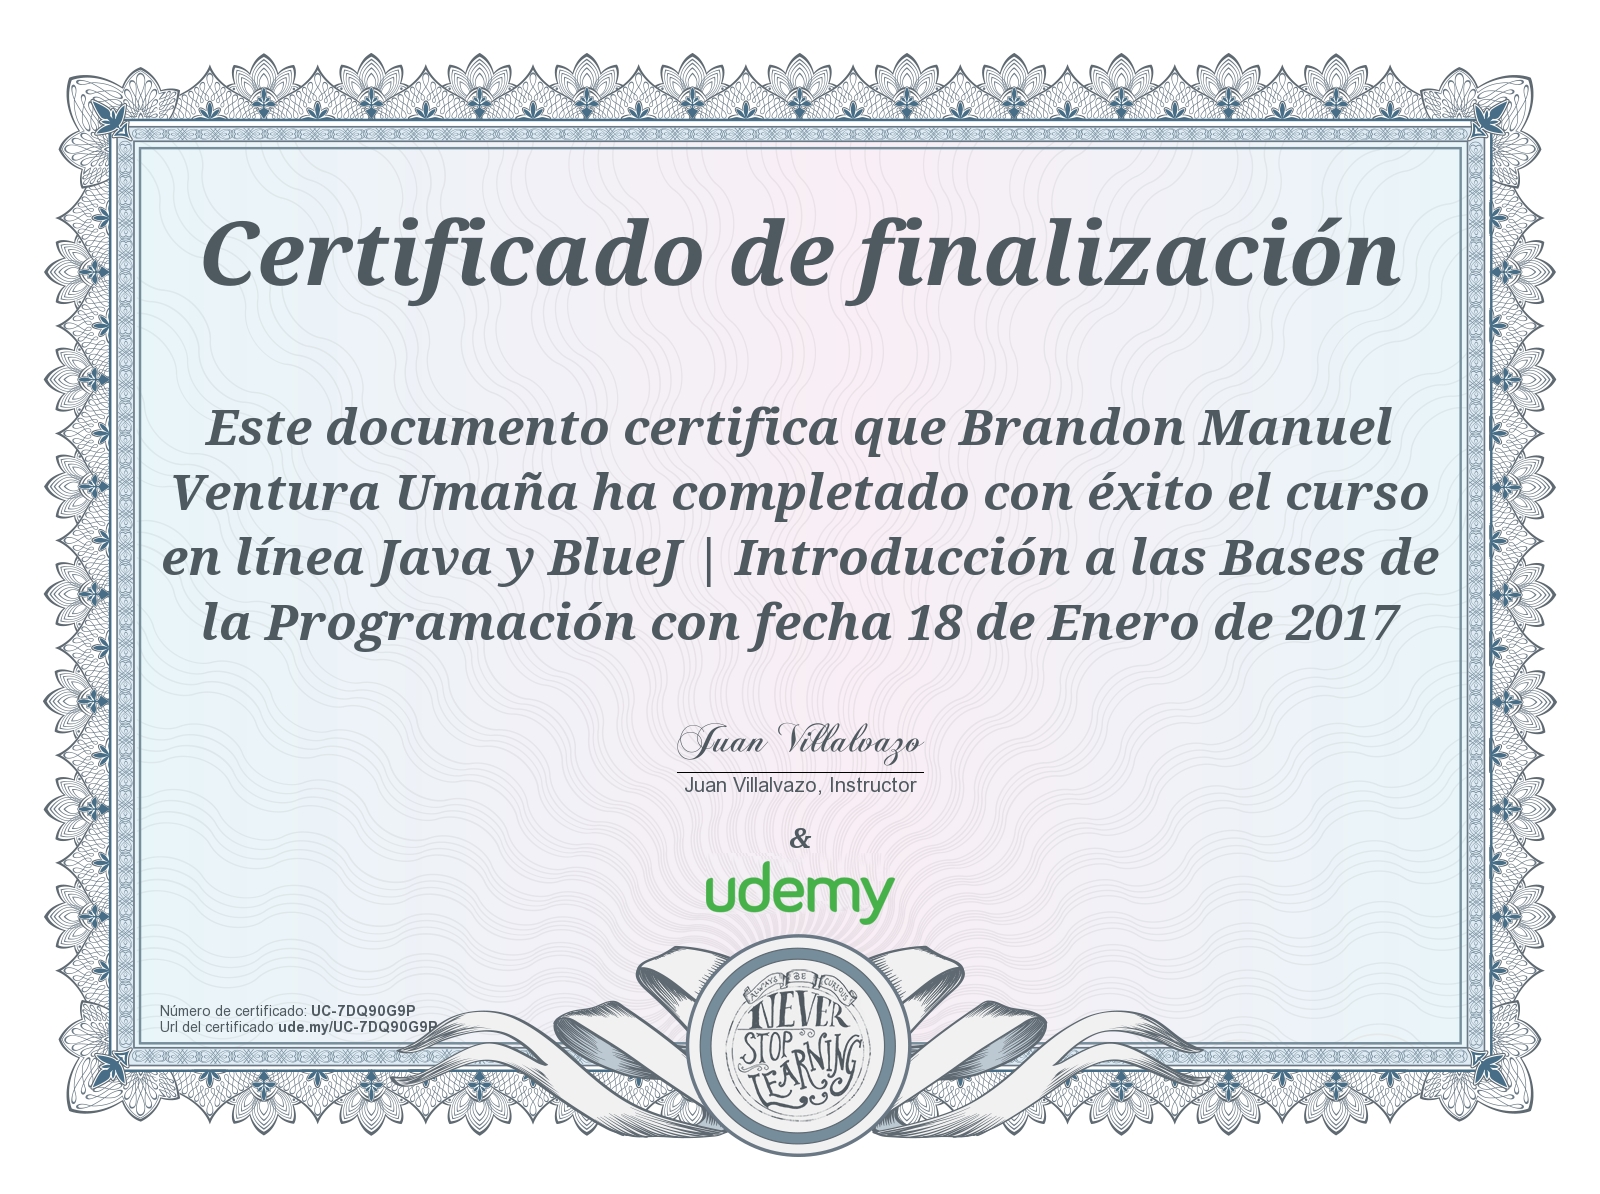 Certificado de finalización
Este documento certifica que Brandon Manuel
Ventura Umaña ha completado con éxito el curso
en línea Java y BlueJ | Introducción a las Bases de
la Programación con fecha 18 de Enero de 2017
Juan Villalvazo
Juan Villalvazo, Instructor
&
udemy
Número de certificado: UC-7DQ90G9P
Url del certificado ude.my/UC-7DQ90G9P
ALWAYS BE CURIOUS
NEVER
STOP
LEARNING